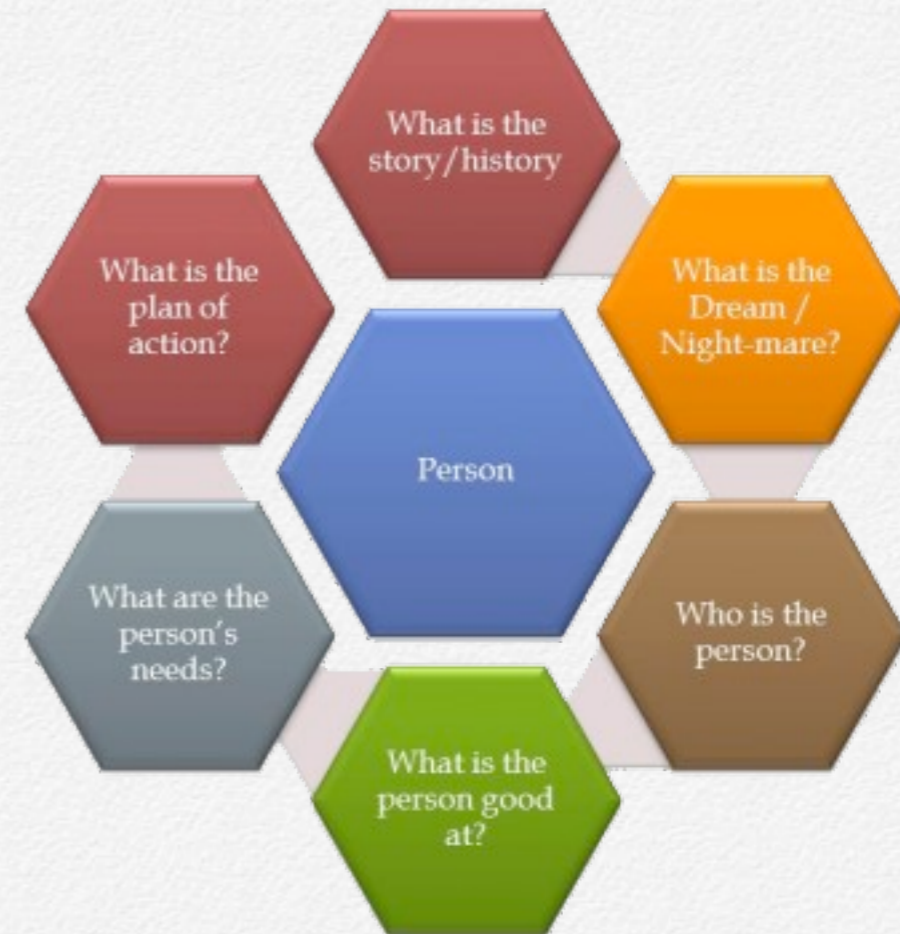 What is the
story/history
What is the
Dream /
Night-mare?
Who is the
person?
What is the
person good
at?
What are the
person's
needs?
What is the
plan of
action?
Person